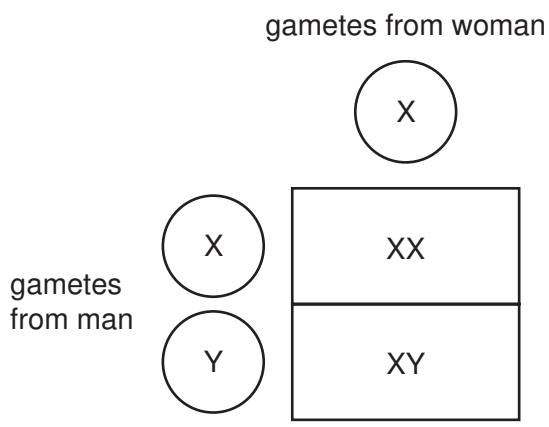 gametes from woman
X
X
XX
gametes
from man
Y
XY